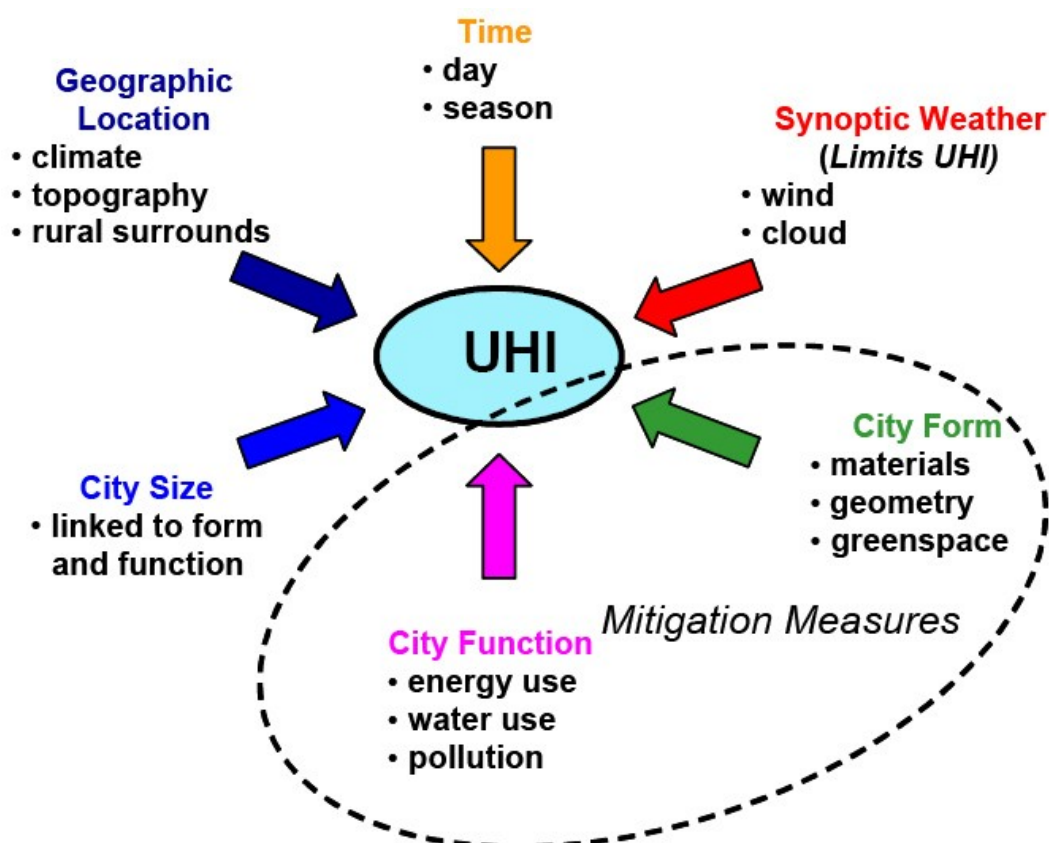 Time
• day
• season
Geographic
Location
• climate
• topography
• rural surrounds
Synoptic Weather
(Limits UHI)
• wind
• cloud
UHI
City Size
• linked to form
and function
City Form
• materials
• geometry
• greenspace
Mitigation Measures
City Function
• energy use
• water use
• pollution